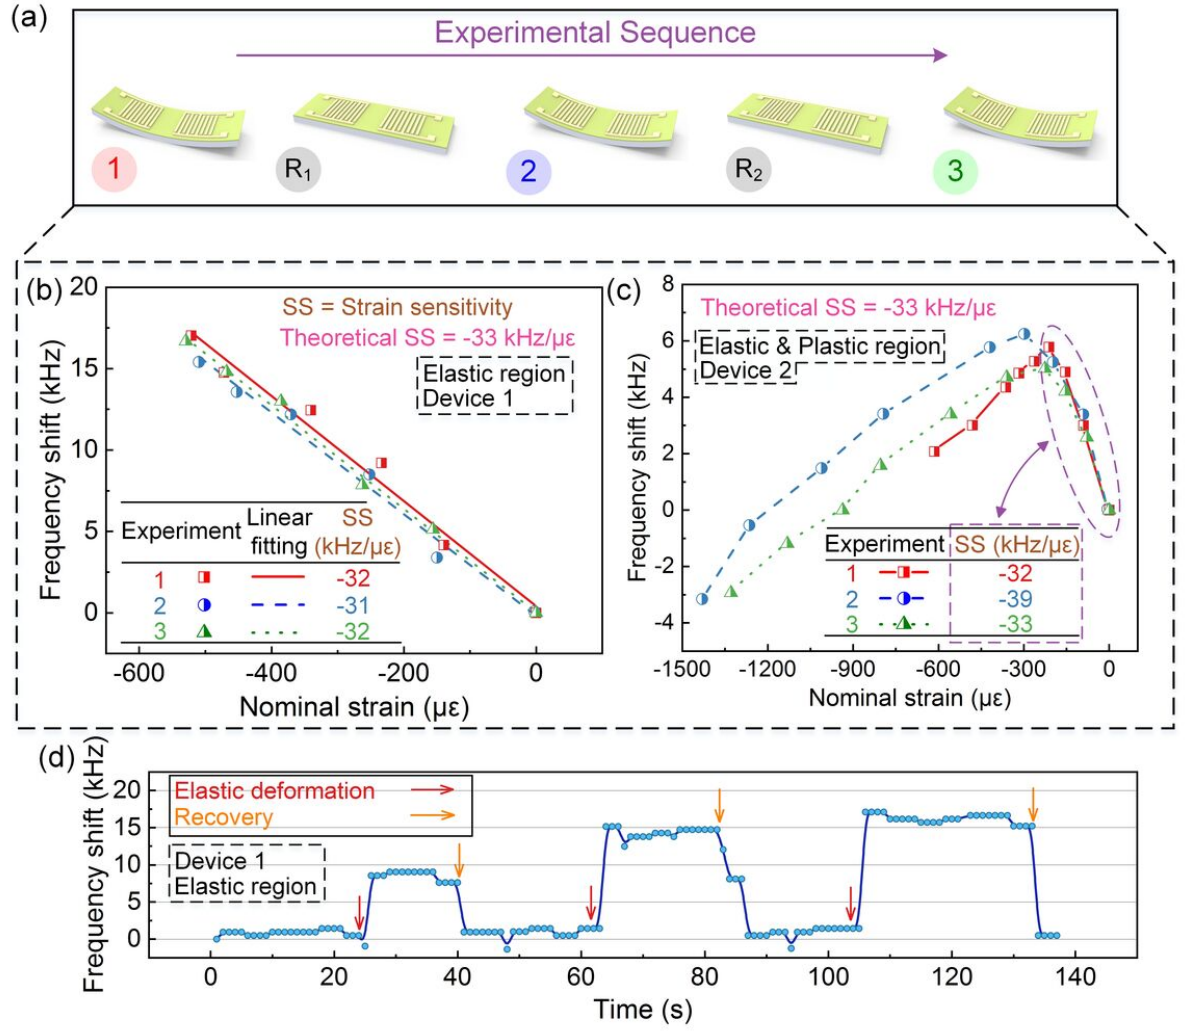 (a)
Experimental Sequence
1
R₁
2
R₂
3
(b)
SS = Strain sensitivity
Theoretical SS = -33 kHz/με
Elastic region
Device 1
Experiment Linear fitting SS (kHz/με)
1 -32
2 -31
3 -32
20
15
10
5
0
Frequency shift (kHz)
-600 -400 -200 0
Nominal strain (με)
(c)
Theoretical SS = -33 kHz/με
Elastic & Plastic region
Device 2
Experiment SS (kHz/με)
1 -32
2 -39
3 -33
8
6
4
2
0
-2
-4
Frequency shift (kHz)
-1500 -1200 -900 -600 -300 0
Nominal strain (με)
(d)
Elastic deformation
Recovery
Device 1
Elastic region
20
15
10
5
0
Frequency shift (kHz)
0 20 40 60 80 100 120 140
Time (s)